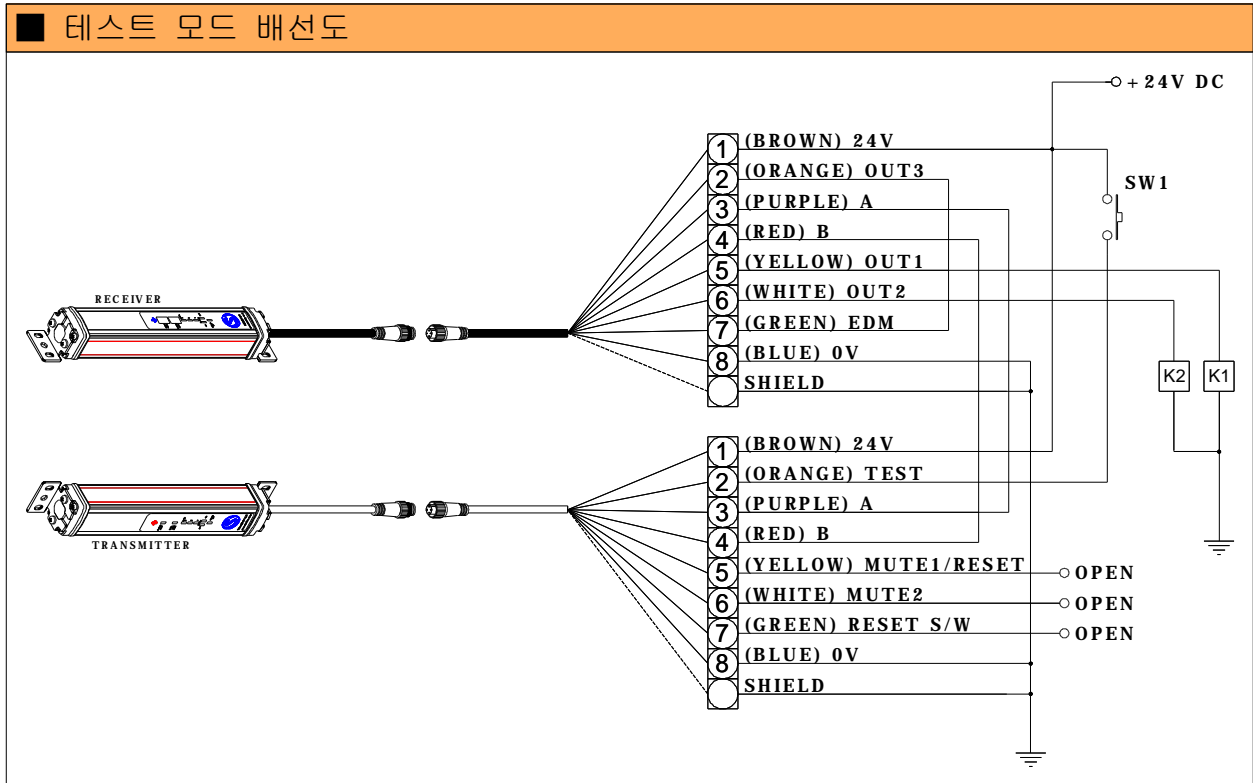 ■ 테스트 모드 배선도
+24V DC
1 (BROWN) 24V
2 (ORANGE) OUT3
3 (PURPLE) A
4 (RED) B
5 (YELLOW) OUT1
6 (WHITE) OUT2
7 (GREEN) EDM
8 (BLUE) 0V
SHIELD
SW1
RECEIVER
K2 K1
1 (BROWN) 24V
2 (ORANGE) TEST
3 (PURPLE) A
4 (RED) B
5 (YELLOW) MUTE1/RESET OPEN
6 (WHITE) MUTE2 OPEN
7 (GREEN) RESET S/W OPEN
8 (BLUE) 0V
SHIELD
TRANSMITTER